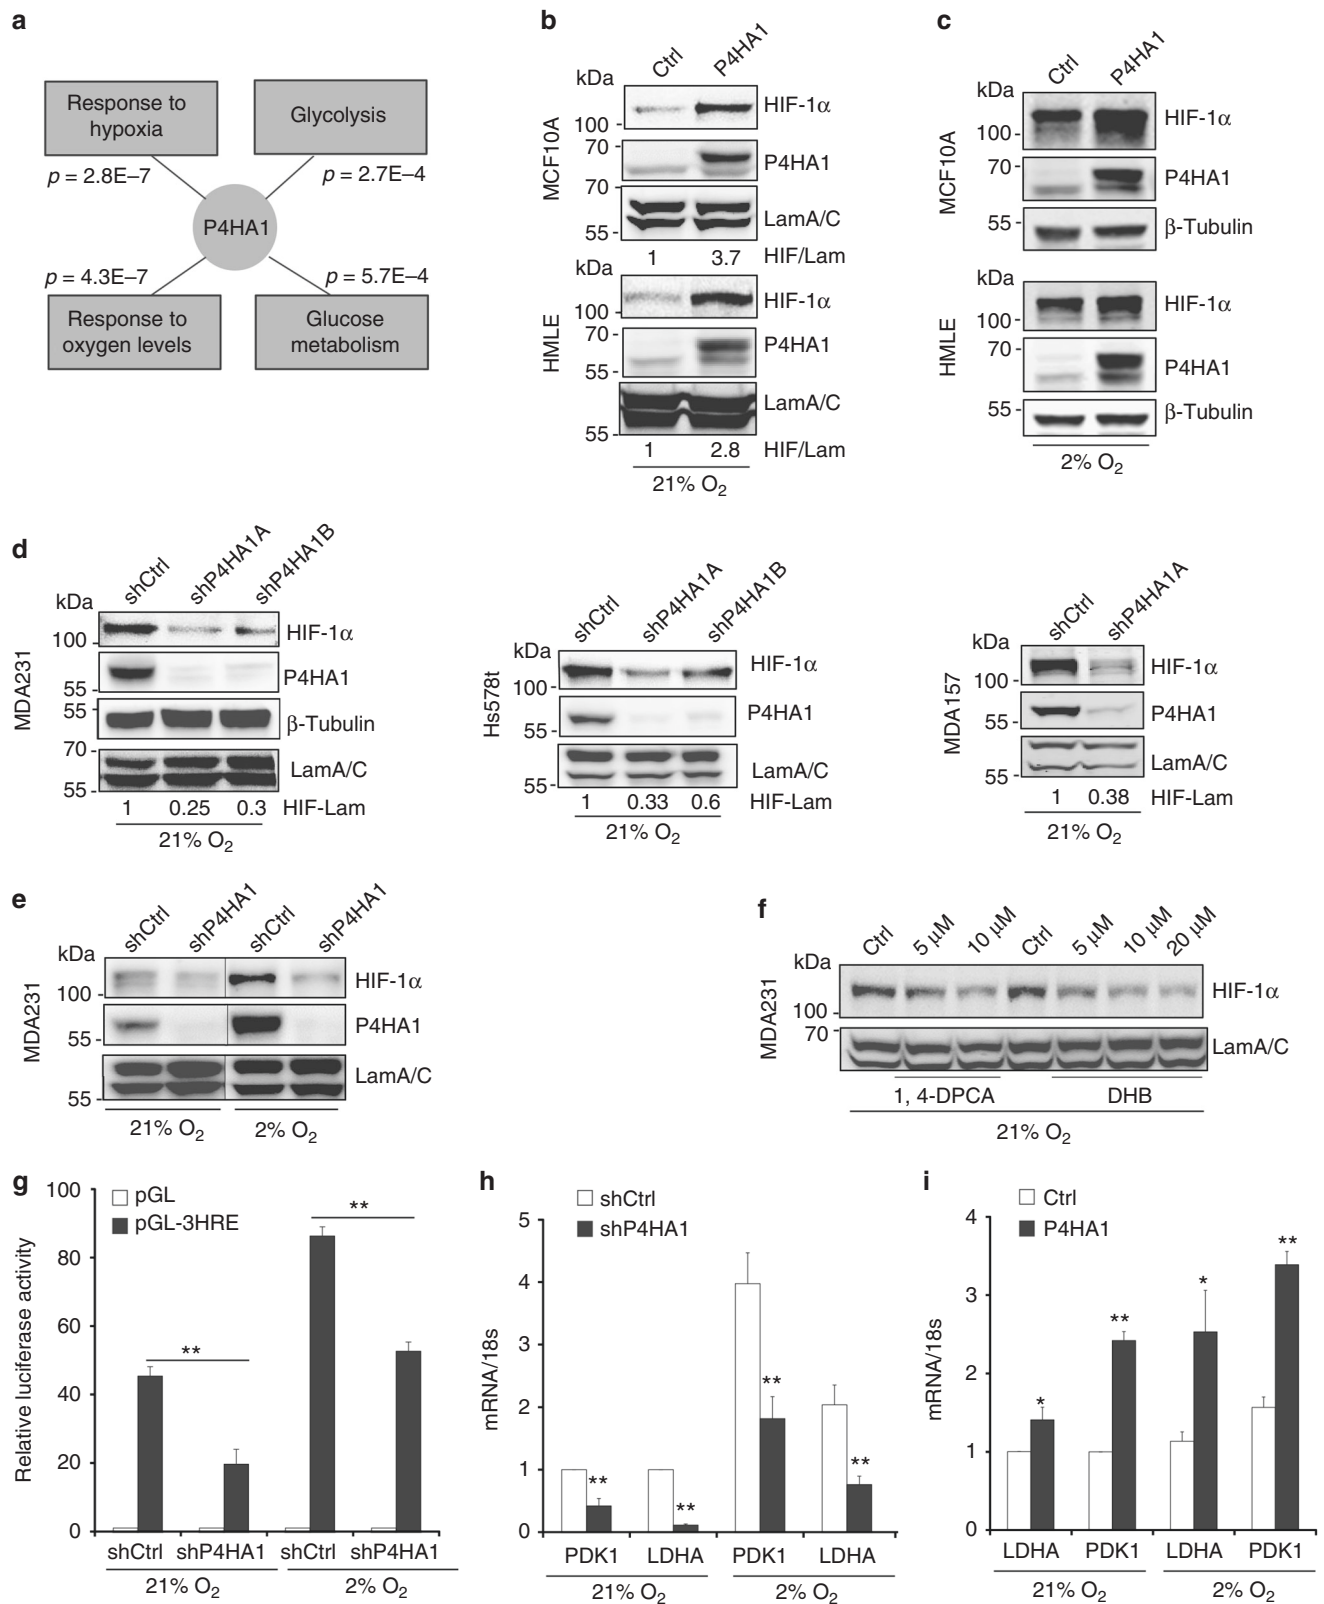 a
Response to
hypoxia
Glycolysis
p = 2.8E–7
p = 2.7E–4
P4HA1
p = 4.3E–7
p = 5.7E–4
Response to
oxygen levels
Glucose
metabolism
b
Ctrl
P4HA1
kDa
MCF10A
HIF-1α
100
70
P4HA1
70
LamA/C
55
1 3.7 HIF/Lam
kDa
HMLE
HIF-1α
100
70
P4HA1
55
LamA/C
55
1 2.8 HIF/Lam
21% O2
c
Ctrl
P4HA1
kDa
MCF10A
HIF-1α
100
70
P4HA1
55
β-Tubulin
kDa
HMLE
HIF-1α
100
70
P4HA1
55
β-Tubulin
2% O2
d
shCtrl
shP4HA1A
shP4HA1B
kDa
MDA231
HIF-1α
100
P4HA1
55
55
β-Tubulin
70
LamA/C
55
1 0.25 0.3 HIF-Lam
21% O2
shCtrl
shP4HA1A
shP4HA1B
kDa
Hs578t
HIF-1α
100
P4HA1
55
LamA/C
55
1 0.33 0.6 HIF-Lam
21% O2
shCtrl
shP4HA1A
kDa
MDA157
HIF-1α
100
P4HA1
55
LamA/C
55
1 0.38 HIF-Lam
21% O2
e
shCtrl
shP4HA1
shCtrl
shP4HA1
kDa
MDA231
HIF-1α
100
P4HA1
55
LamA/C
55
21% O2 2% O2
f
Ctrl
5 μM
10 μM
Ctrl
5 μM
10 μM
20 μM
kDa
MDA231
HIF-1α
100
70
LamA/C
1, 4-DPCA DHB
21% O2
g
pGL
pGL-3HRE
Relative luciferase activity
100
80
60
40
20
0
**
**
shCtrl shP4HA1 shCtrl shP4HA1
21% O2 2% O2
h
shCtrl
shP4HA1
mRNA/18s
5
4
3
2
1
0
**
**
**
**
PDK1 LDHA PDK1 LDHA
21% O2 2% O2
i
Ctrl
P4HA1
mRNA/18s
4
3
2
1
0
*
**
*
**
LDHA PDK1 LDHA PDK1
21% O2 2% O2